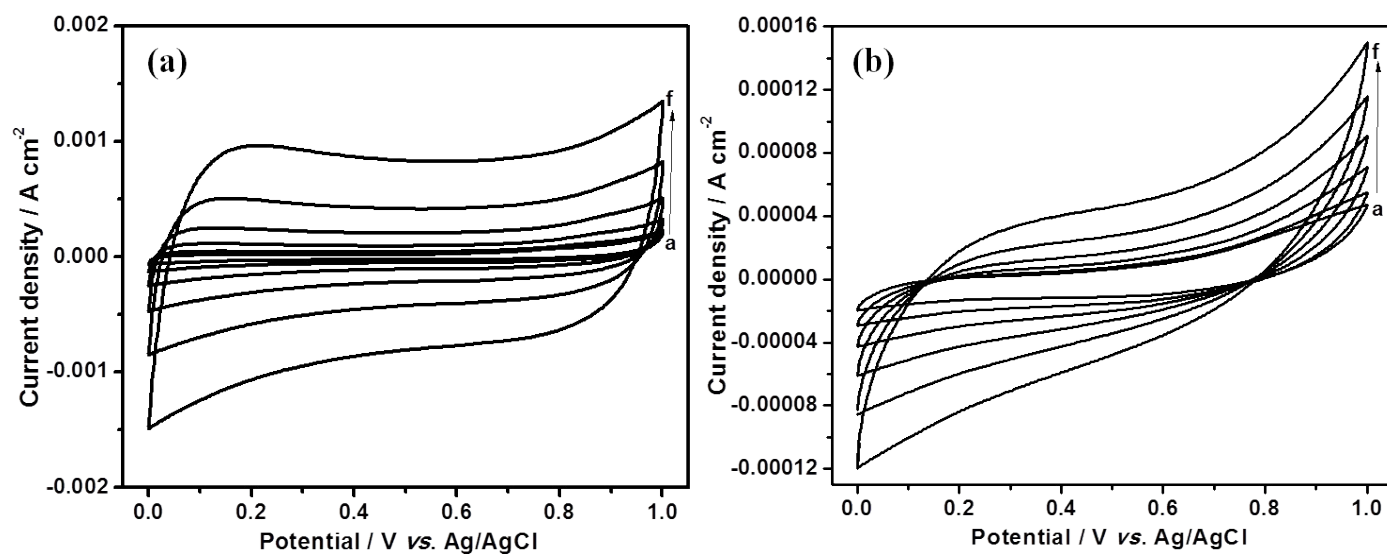 (a)
0.002
0.001
0.000
-0.001
-0.002
Current density / A cm-2
f
a
0.0 0.2 0.4 0.6 0.8 1.0
Potential / V vs. Ag/AgCl
(b)
0.00016
0.00012
0.00008
0.00004
0.00000
-0.00004
-0.00008
-0.00012
Current density / A cm-2
f
a
0.0 0.2 0.4 0.6 0.8 1.0
Potential / V vs. Ag/AgCl